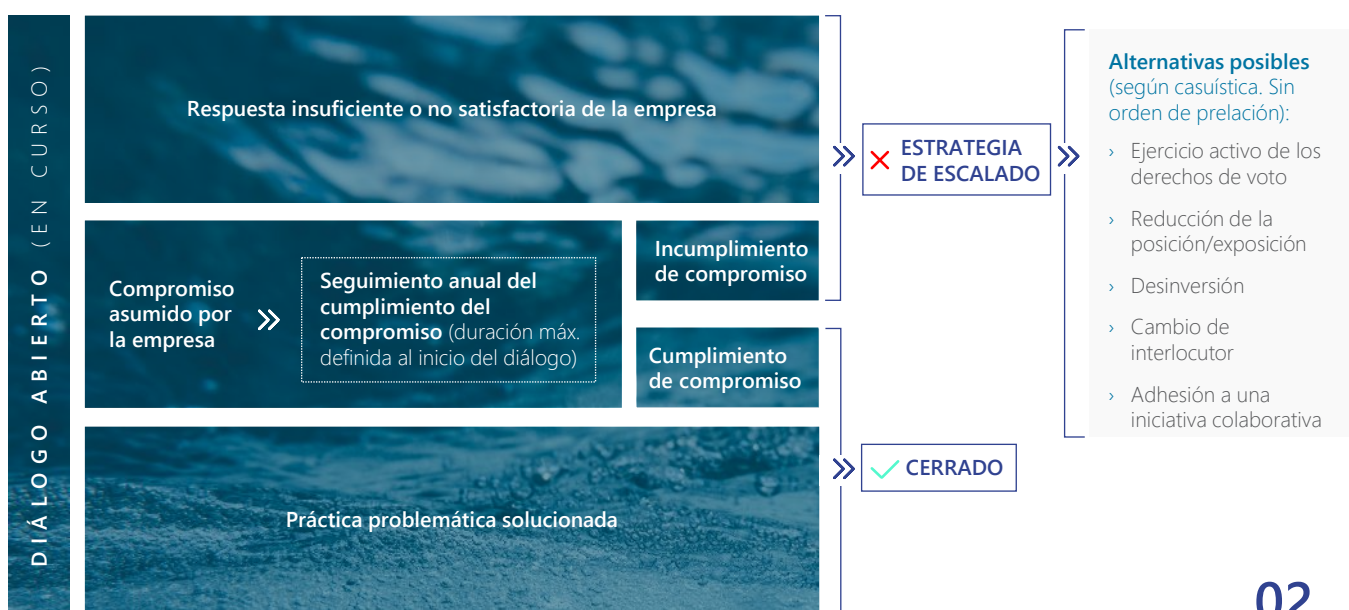 DIÁLOGO ABIERTO (EN CURSO)
Respuesta insuficiente o no satisfactoria de la empresa
Compromiso
asumido por
la empresa
Seguimiento anual del
cumplimiento del
compromiso (duración máx.
definida al inicio del diálogo)
Incumplimiento
de compromiso
Cumplimiento
de compromiso
Práctica problemática solucionada
ESTRATEGIA
DE ESCALADO
CERRADO
Alternativas posibles
(según casuística. Sin
orden de prelación):
› Ejercicio activo de los
derechos de voto
› Reducción de la
posición/exposición
› Desinversión
› Cambio de
interlocutor
› Adhesión a una
iniciativa colaborativa
02